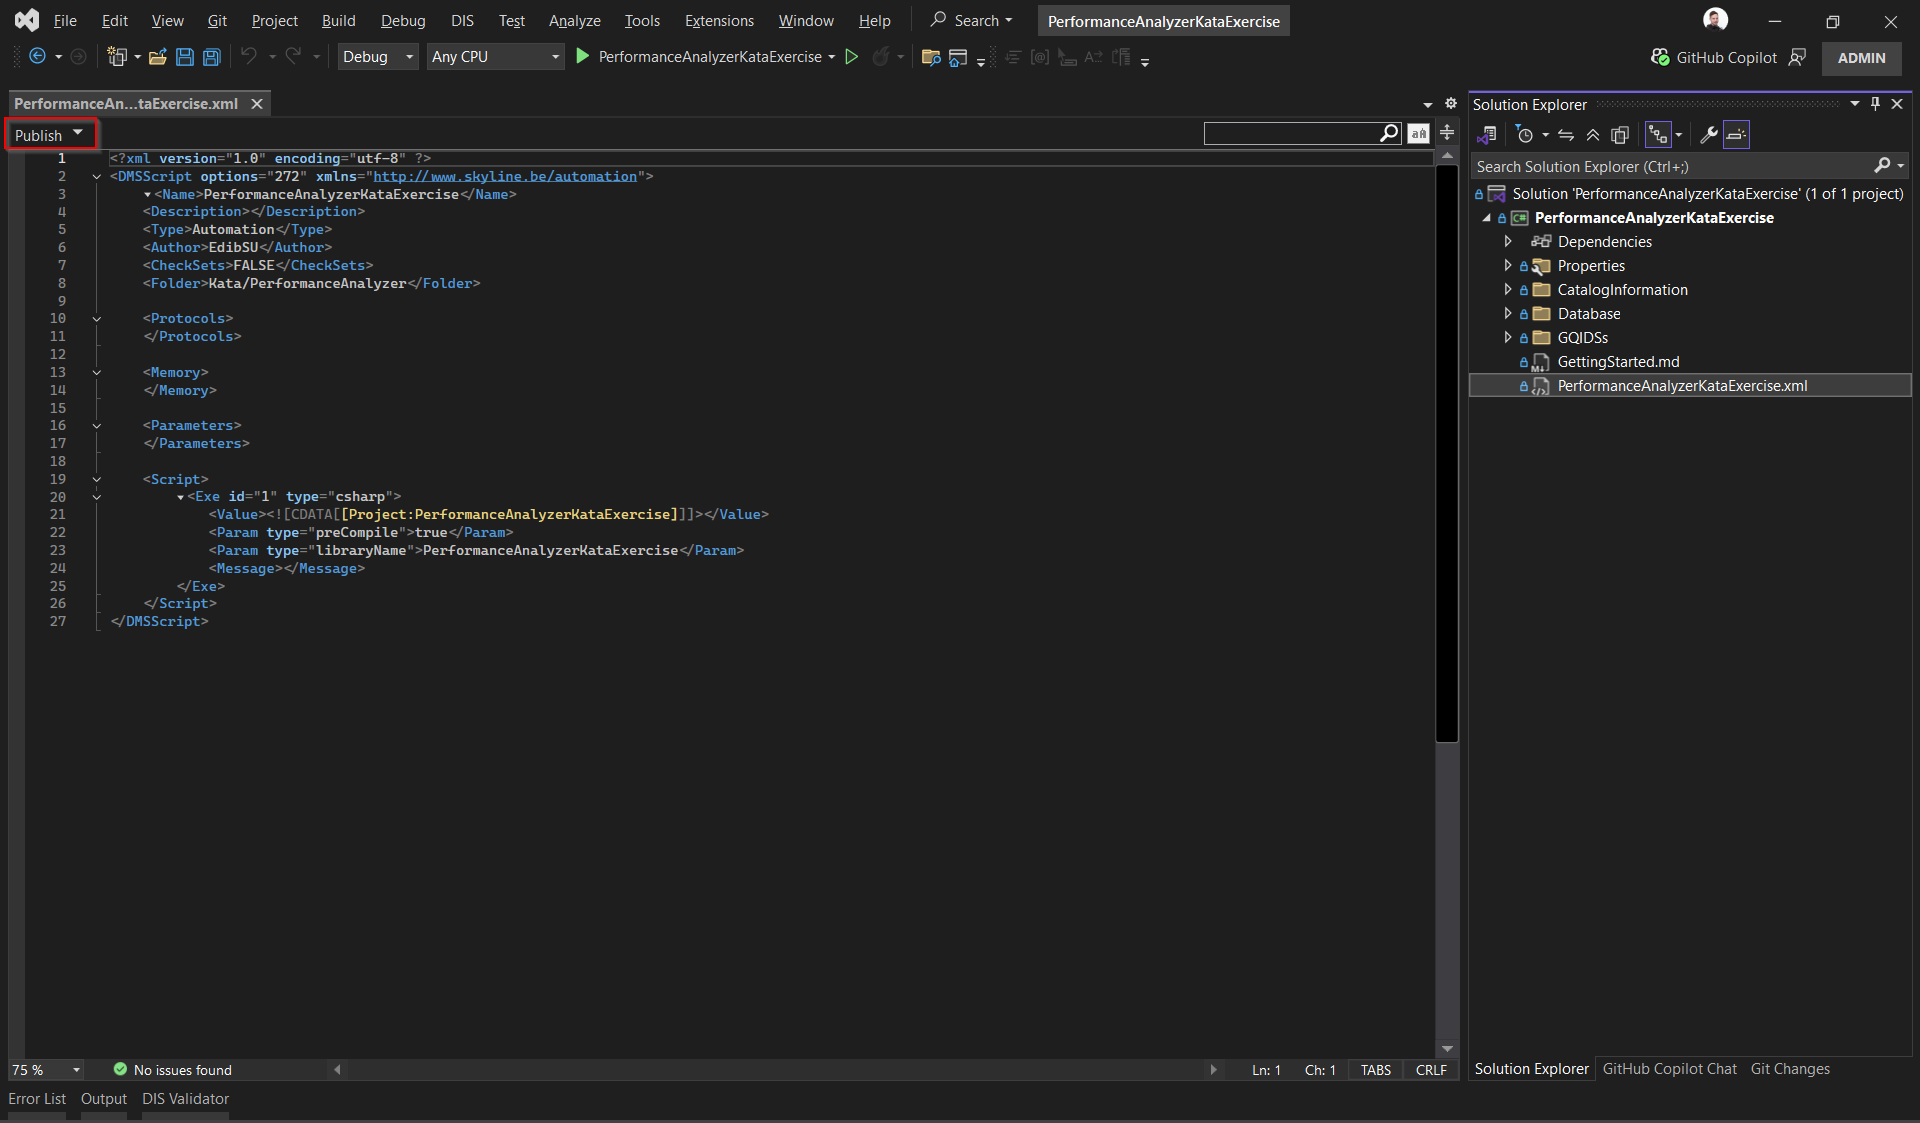 File Edit View Git Project Build Debug DIS Test Analyze Tools Extensions Window Help Search PerformanceAnalyzerKataExercise
Debug Any CPU PerformanceAnalyzerKataExercise GitHub Copilot ADMIN
PerformanceAn...taExercise.xml
Publish
1 <?xml version="1.0" encoding="utf-8" ?>
2 <DMSScript options="272" xmlns="http://www.skyline.be/automation">
3 <Name>PerformanceAnalyzerKataExercise</Name>
4 <Description></Description>
5 <Type>Automation</Type>
6 <Author>EdibSU</Author>
7 <CheckSets>FALSE</CheckSets>
8 <Folder>Kata/PerformanceAnalyzer</Folder>
9
10 <Protocols>
11 </Protocols>
12
13 <Memory>
14 </Memory>
15
16 <Parameters>
17 </Parameters>
18
19 <Script>
20 <Exe id="1" type="csharp">
21 <Value><![CDATA[[Project:PerformanceAnalyzerKataExercise]]]></Value>
22 <Param type="preCompile">true</Param>
23 <Param type="libraryName">PerformanceAnalyzerKataExercise</Param>
24 <Message></Message>
25 </Exe>
26 </Script>
27 </DMSScript>
75 % No issues found Ln: 1 Ch: 1 TABS CRLF
Error List Output DIS Validator
Solution Explorer
Search Solution Explorer (Ctrl+;)
Solution 'PerformanceAnalyzerKataExercise' (1 of 1 project)
C# PerformanceAnalyzerKataExercise
Dependencies
Properties
CatalogInformation
Database
GQIDSs
GettingStarted.md
PerformanceAnalyzerKataExercise.xml
Solution Explorer GitHub Copilot Chat Git Changes